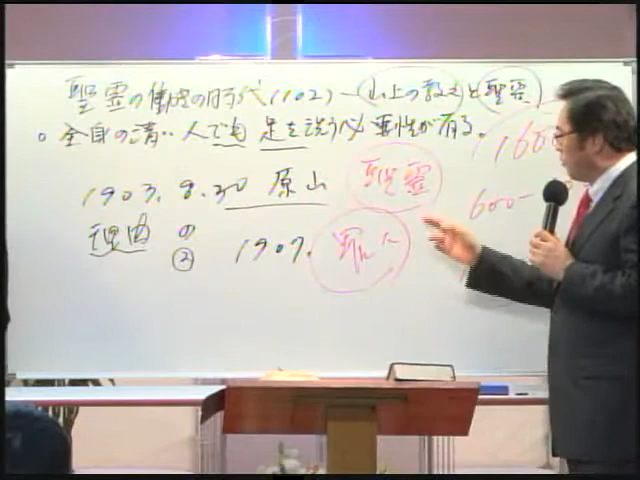 聖霊の働きの時代(102) - 山上の教えと聖霊
○ 全身の清い人でも 足を洗う必要性が有る。
1903. 8.30 原山 聖霊 160
理由の 600-
② 1907. 罪人